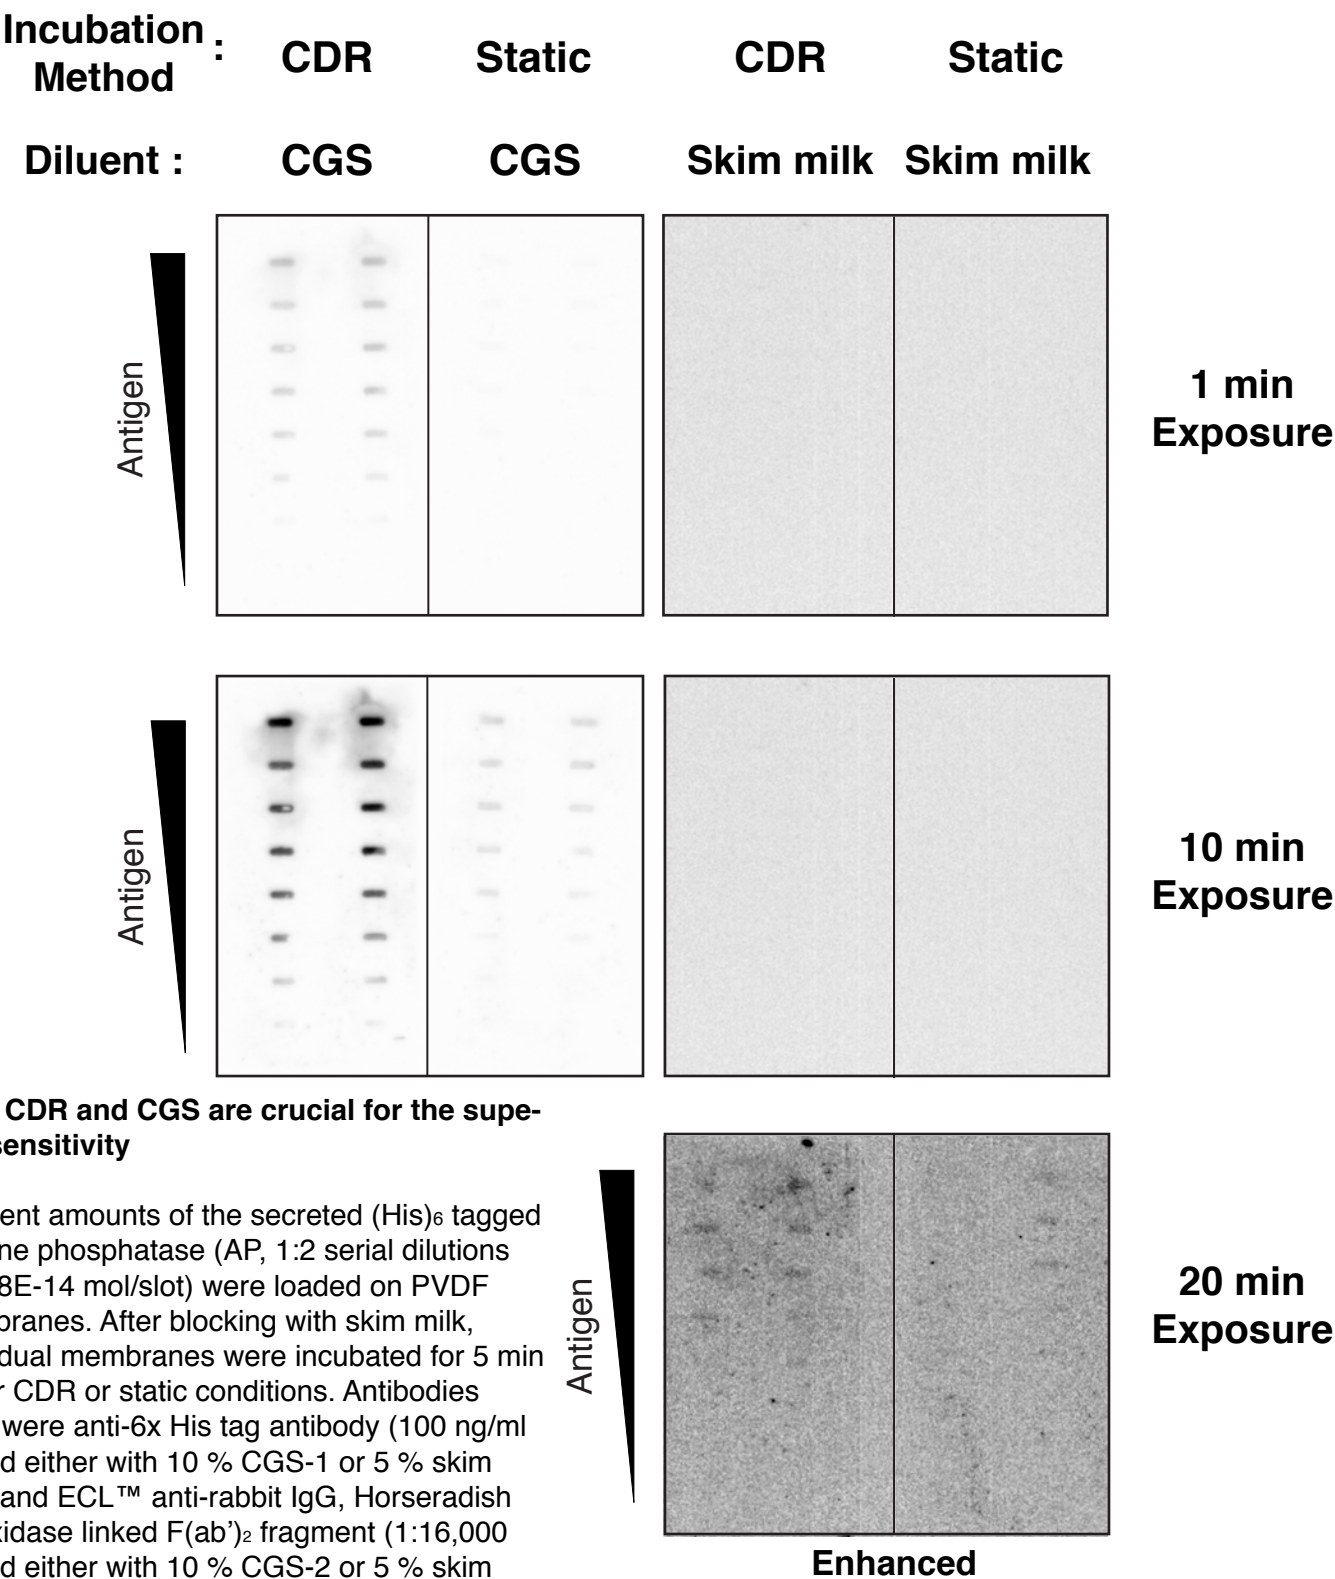 Incubation
Method :
CDR Static CDR Static
Diluent : CGS CGS Skim milk Skim milk
Antigen
1 min
Exposure
Antigen
10 min
Exposure
CDR and CGS are crucial for the supe-
sensitivity
ent amounts of the secreted (His)₆ tagged
ne phosphatase (AP, 1:2 serial dilutions
8E-14 mol/slot) were loaded on PVDF
branes. After blocking with skim milk,
dual membranes were incubated for 5 min
r CDR or static conditions. Antibodies
were anti-6x His tag antibody (100 ng/ml
d either with 10 % CGS-1 or 5 % skim
and ECL™ anti-rabbit IgG, Horseradish
xidase linked F(ab’)₂ fragment (1:16,000
d either with 10 % CGS-2 or 5 % skim
Antigen
20 min
Exposure
Enhanced